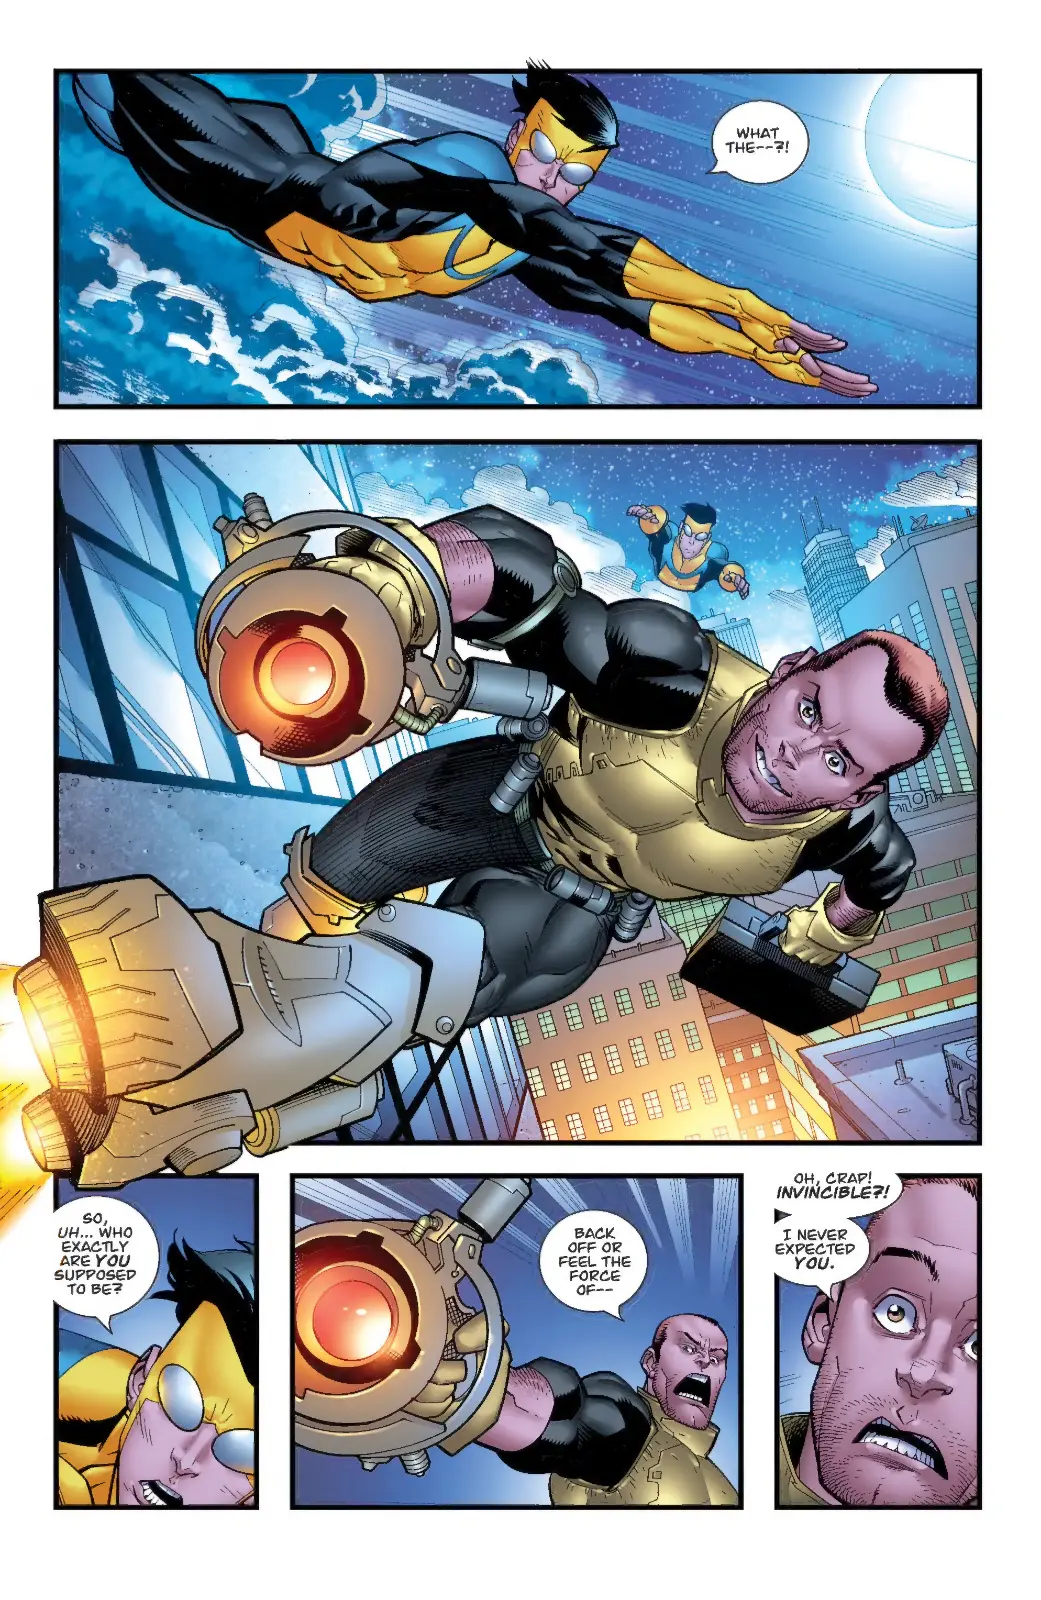 WHAT
THE--?!
SO,
UH... WHO
EXACTLY
ARE YOU
SUPPOSED
TO BE?
BACK
OFF OR
FEEL THE
FORCE
OF--
OH, CRAP!
INVINCIBLE?!
I NEVER
EXPECTED
YOU.